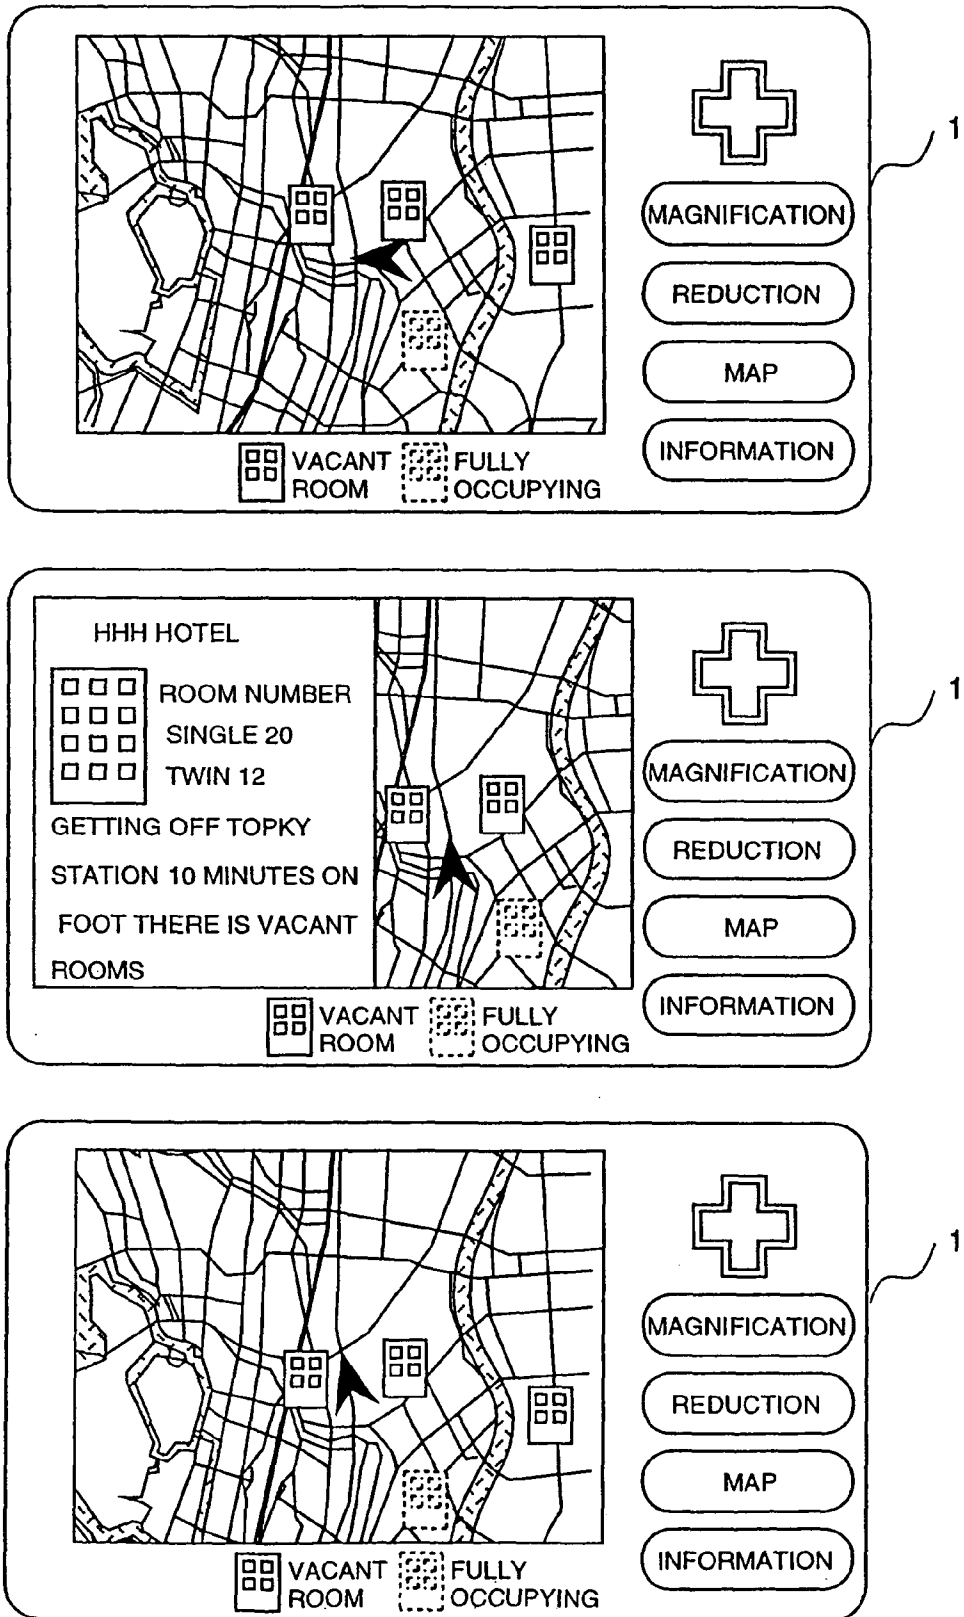 1
MAGNIFICATION
REDUCTION
MAP
INFORMATION
VACANT
ROOM
FULLY
OCCUPYING
HHH HOTEL
ROOM NUMBER
SINGLE 20
TWIN 12
GETTING OFF TOPKY
STATION 10 MINUTES ON
FOOT THERE IS VACANT
ROOMS
1
MAGNIFICATION
REDUCTION
MAP
INFORMATION
VACANT
ROOM
FULLY
OCCUPYING
1
MAGNIFICATION
REDUCTION
MAP
INFORMATION
VACANT
ROOM
FULLY
OCCUPYING